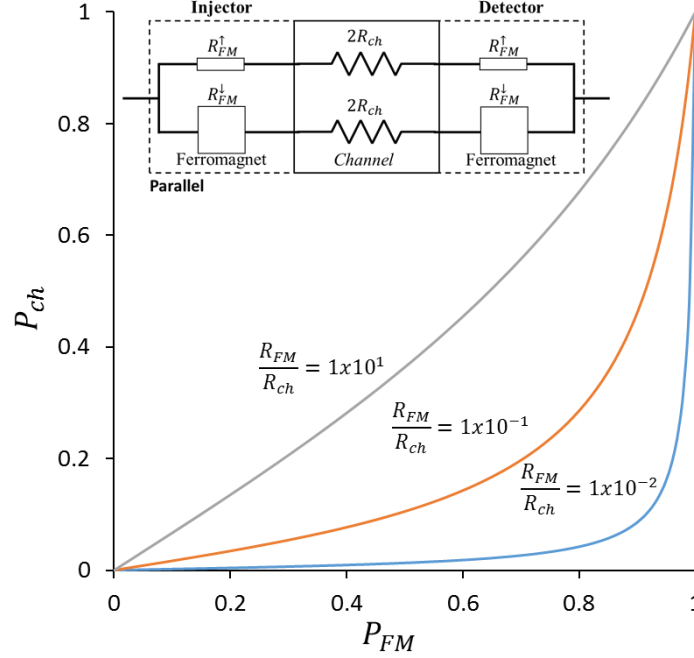 Injector
Detector
R↑FM
2Rch
R↑FM
R↓FM
2Rch
R↓FM
Ferromagnet
Channel
Ferromagnet
Parallel
1
0.8
0.6
0.4
0.2
0
Pch
RFM/Rch = 1x10¹
RFM/Rch = 1x10⁻¹
RFM/Rch = 1x10⁻²
0
0.2
0.4
0.6
0.8
1
PFM